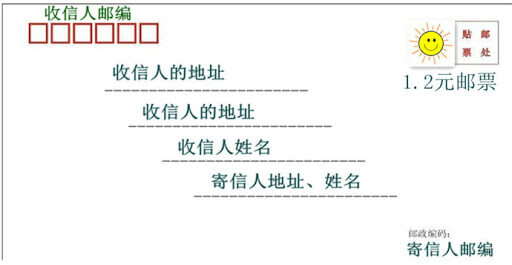 收信人邮编
贴 邮
票 处
1.2元邮票
收信人的地址
收信人的地址
收信人姓名
寄信人地址、姓名
邮政编码：
寄信人邮编